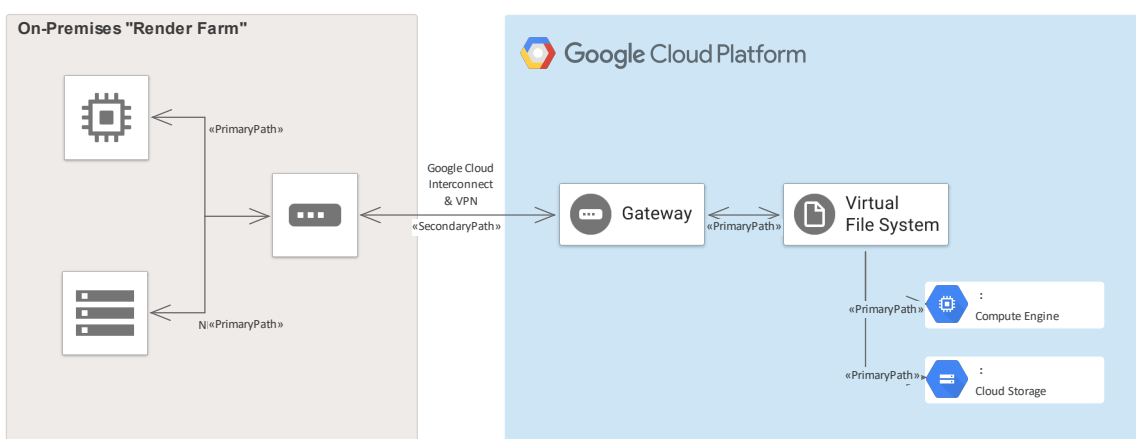 On-Premises "Render Farm"
Google Cloud Platform
«PrimaryPath»
Google Cloud
Interconnect
& VPN
«SecondaryPath»
Gateway
«PrimaryPath»
Virtual
File System
N
«PrimaryPath»
«PrimaryPath»
:
Compute Engine
«PrimaryPath»
:
Cloud Storage